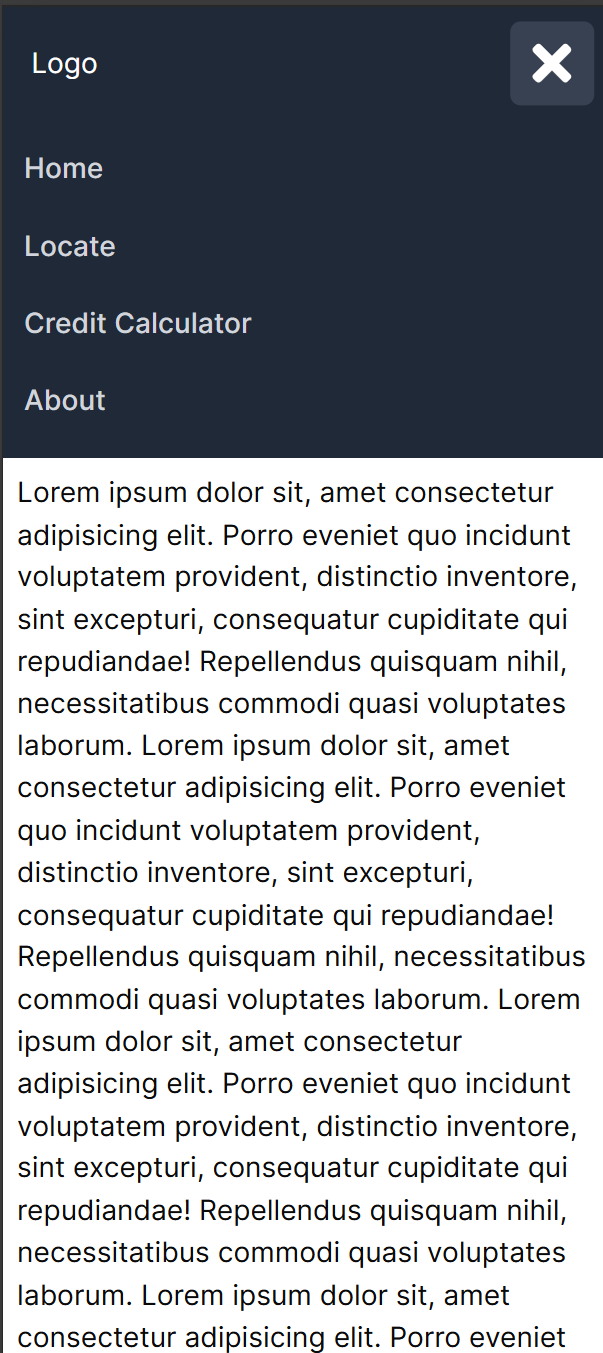 Logo
Home
Locate
Credit Calculator
About
Lorem ipsum dolor sit, amet consectetur
adipisicing elit. Porro eveniet quo incidunt
voluptatem provident, distinctio inventore,
sint excepturi, consequatur cupiditate qui
repudiandae! Repellendus quisquam nihil,
necessitatibus commodi quasi voluptates
laborum. Lorem ipsum dolor sit, amet
consectetur adipisicing elit. Porro eveniet
quo incidunt voluptatem provident,
distinctio inventore, sint excepturi,
consequatur cupiditate qui repudiandae!
Repellendus quisquam nihil, necessitatibus
commodi quasi voluptates laborum. Lorem
ipsum dolor sit, amet consectetur
adipisicing elit. Porro eveniet quo incidunt
voluptatem provident, distinctio inventore,
sint excepturi, consequatur cupiditate qui
repudiandae! Repellendus quisquam nihil,
necessitatibus commodi quasi voluptates
laborum. Lorem ipsum dolor sit, amet
consectetur adipisicing elit. Porro eveniet